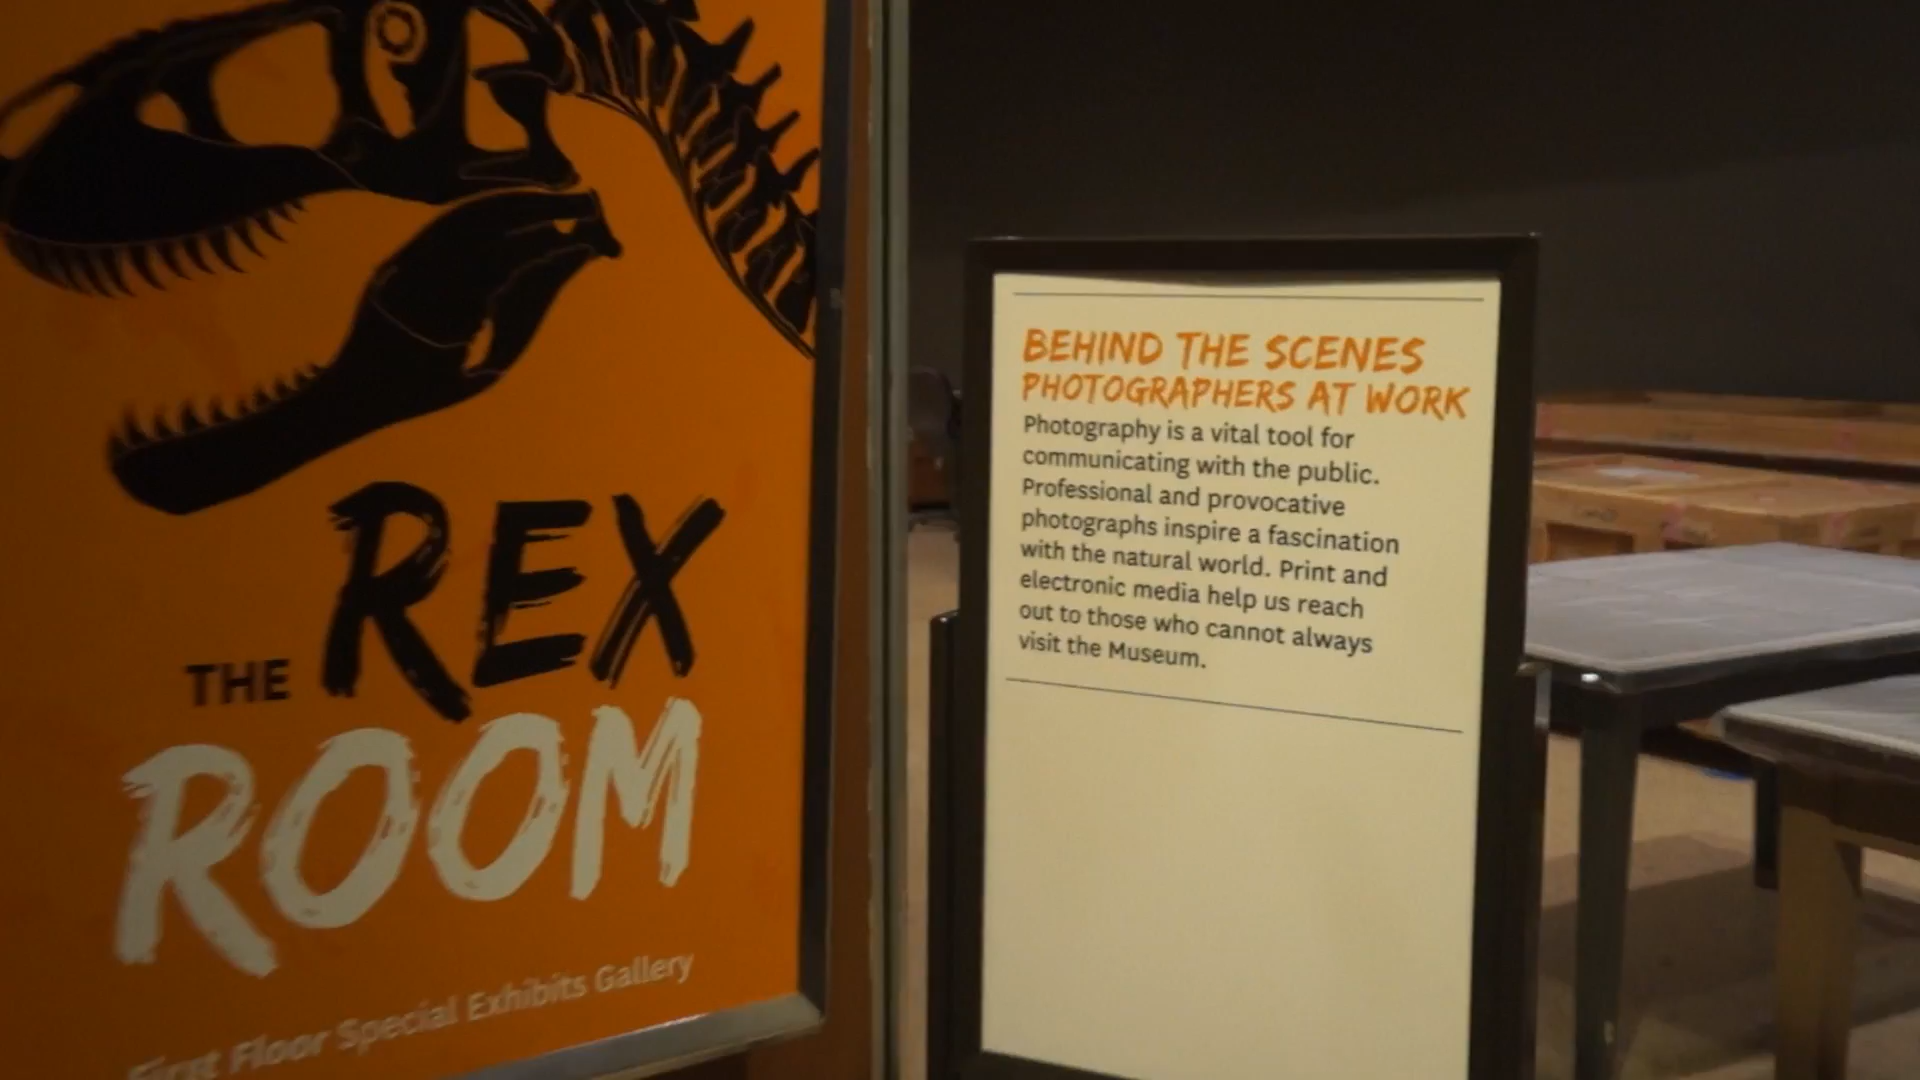 THE REX
ROOM
First Floor Special Exhibits Gallery
BEHIND THE SCENES
PHOTOGRAPHERS AT WORK
Photography is a vital tool for
communicating with the public.
Professional and provocative
photographs inspire a fascination
with the natural world. Print and
electronic media help us reach
out to those who cannot always
visit the Museum.